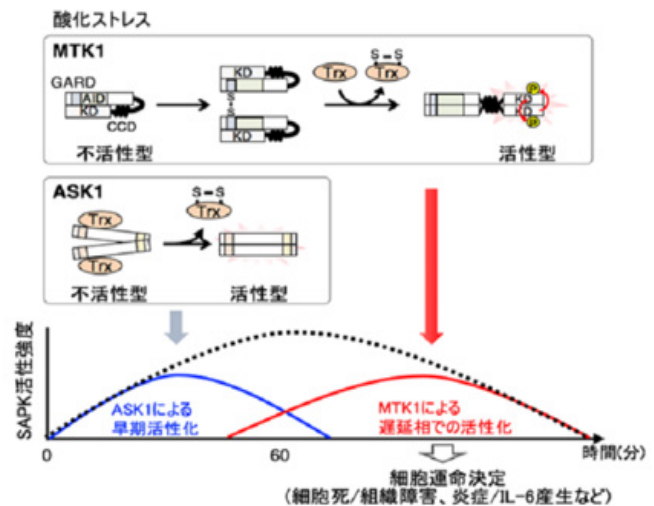 酸化ストレス
MTK1
GARD
AID
KD
CCD
不活性型
KD
S
S
KD
Trx
S-S
Trx
KD
KD
P
P
活性型
ASK1
Trx
Trx
不活性型
S-S
Trx
活性型
SAPK活性強度
ASK1による
早期活性化
MTK1による
遅延相での活性化
0
60
時間(分)
細胞運命決定
(細胞死/組織障害、炎症/IL-6産生など)